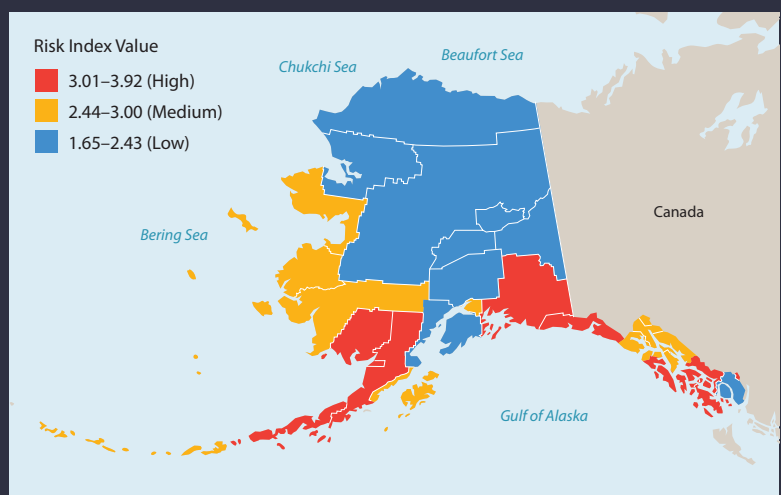 Risk Index Value
3.01–3.92 (High)
2.44–3.00 (Medium)
1.65–2.43 (Low)
Chukchi Sea
Beaufort Sea
Bering Sea
Canada
Gulf of Alaska